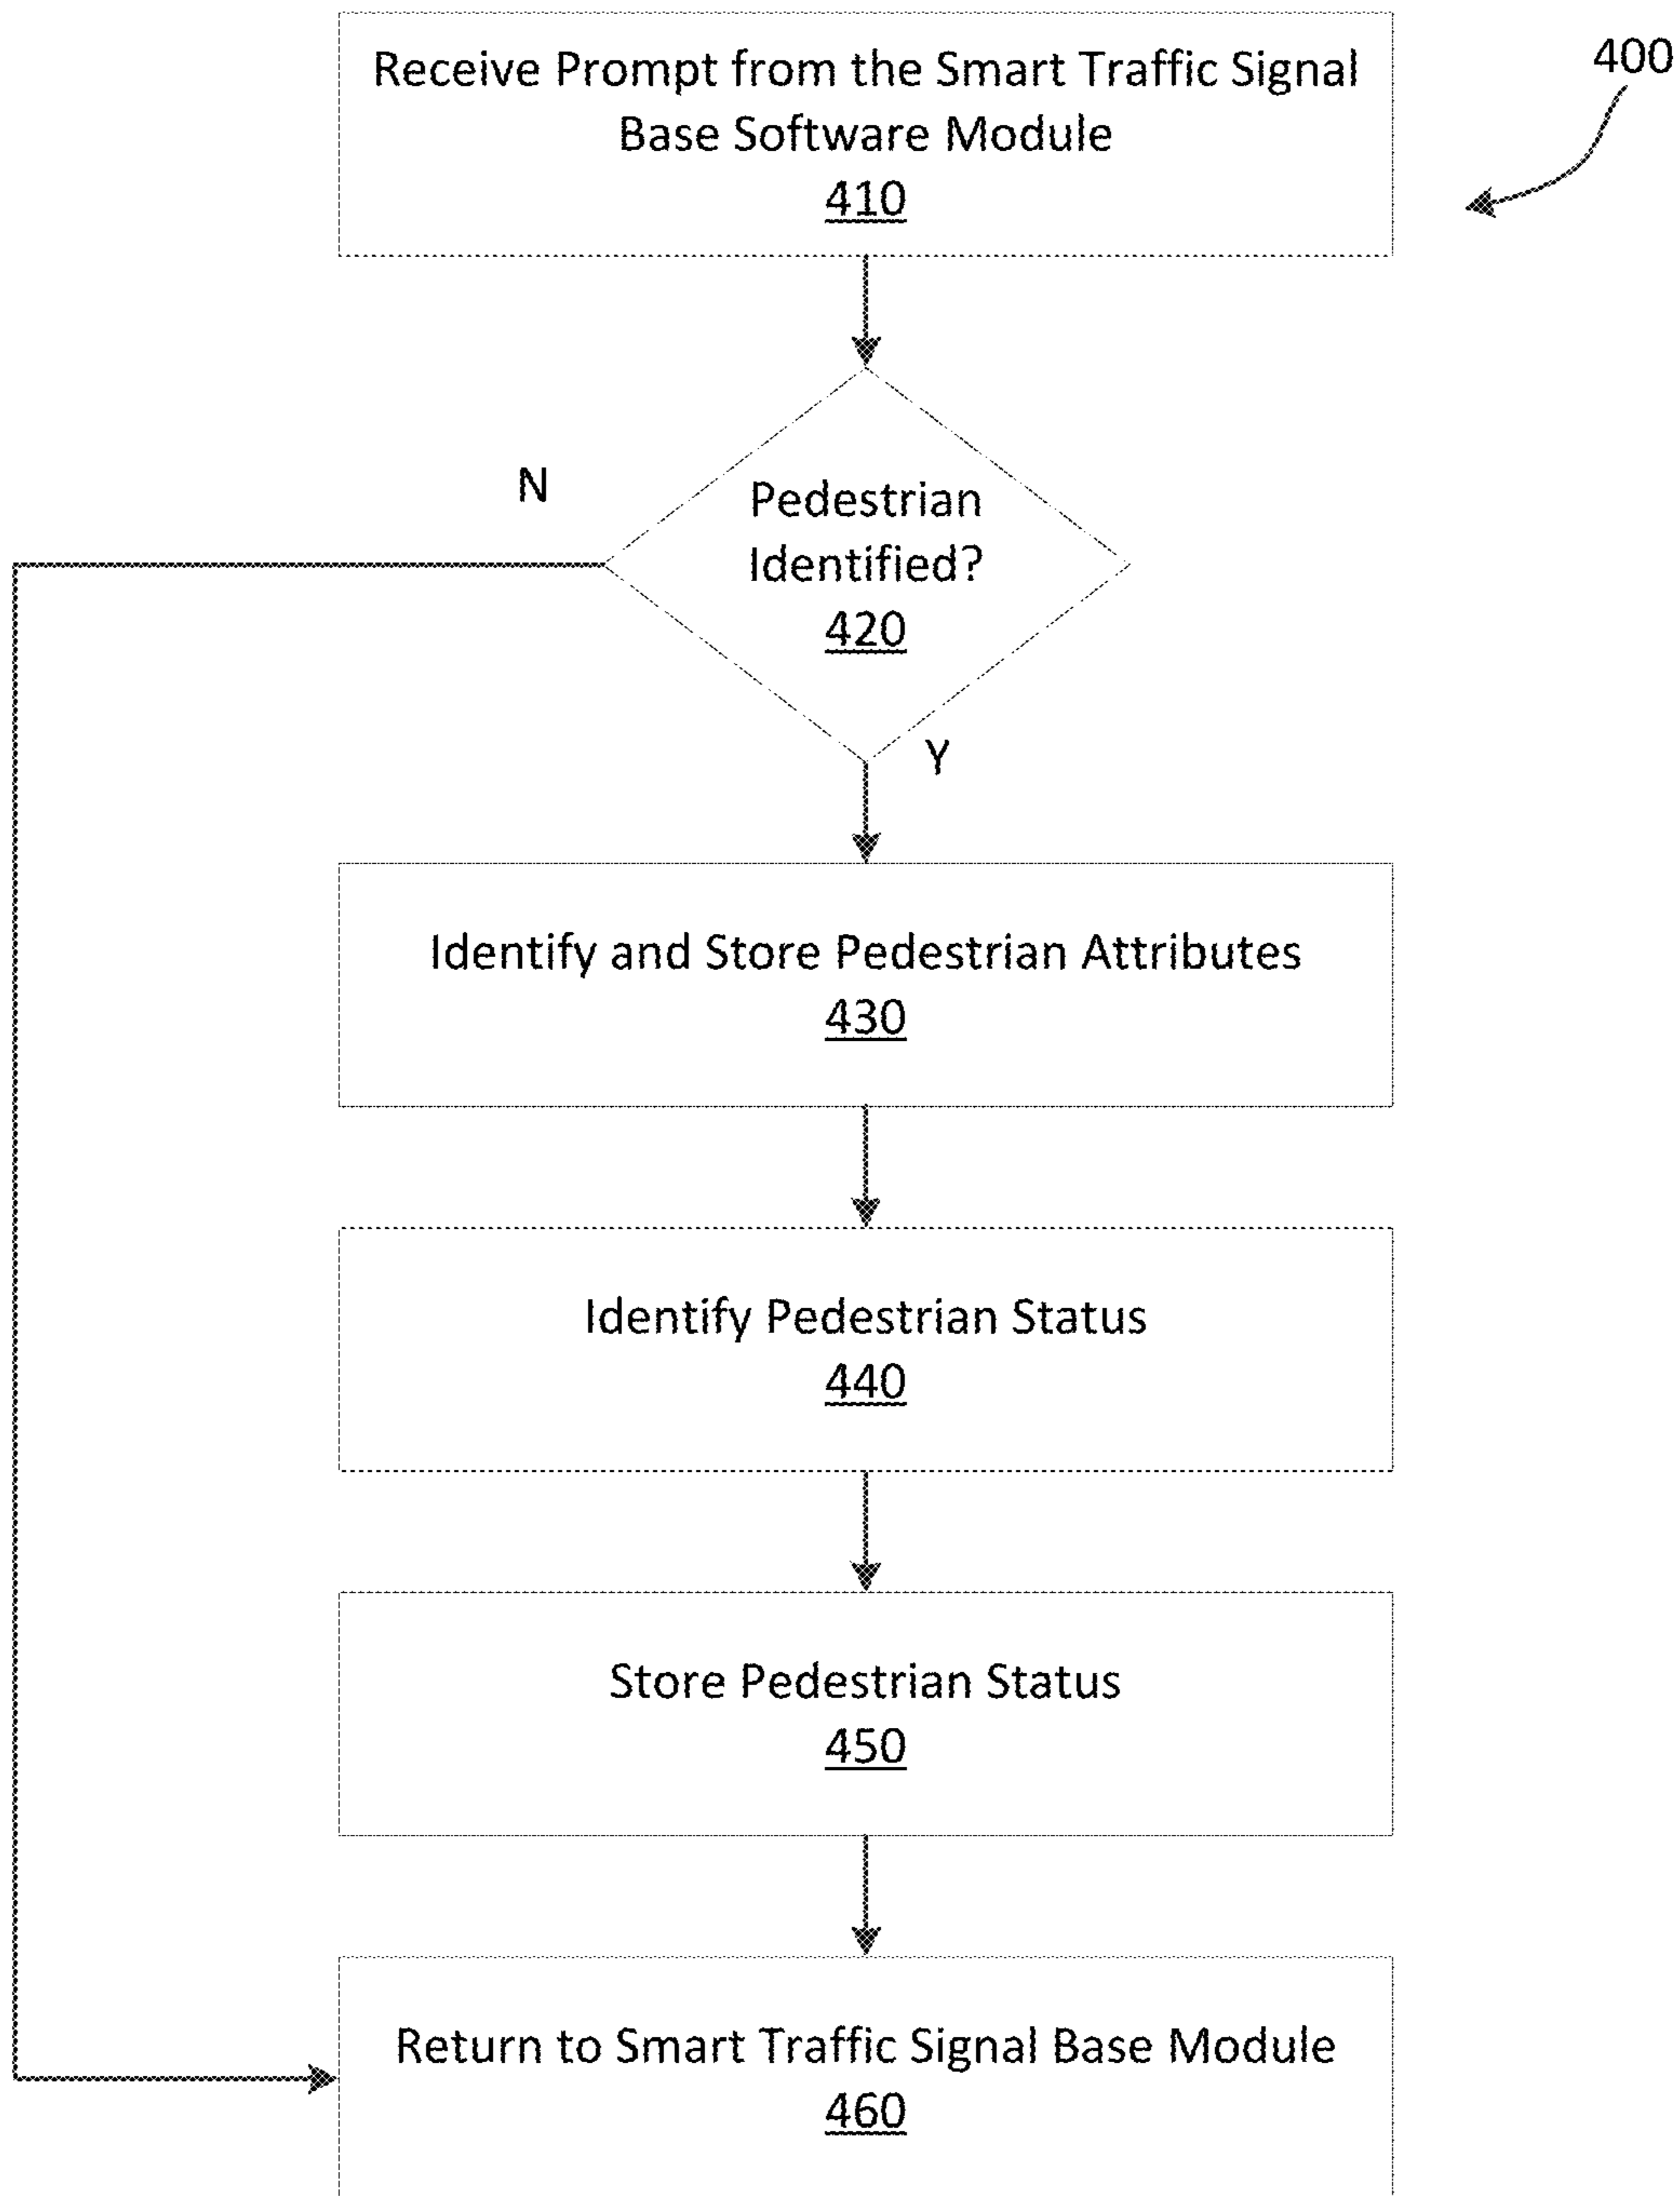 Receive Prompt from the Smart Traffic Signal
Base Software Module
410
400
N
Pedestrian
Identified?
420
Y
Identify and Store Pedestrian Attributes
430
Identify Pedestrian Status
440
Store Pedestrian Status
450
Return to Smart Traffic Signal Base Module
460